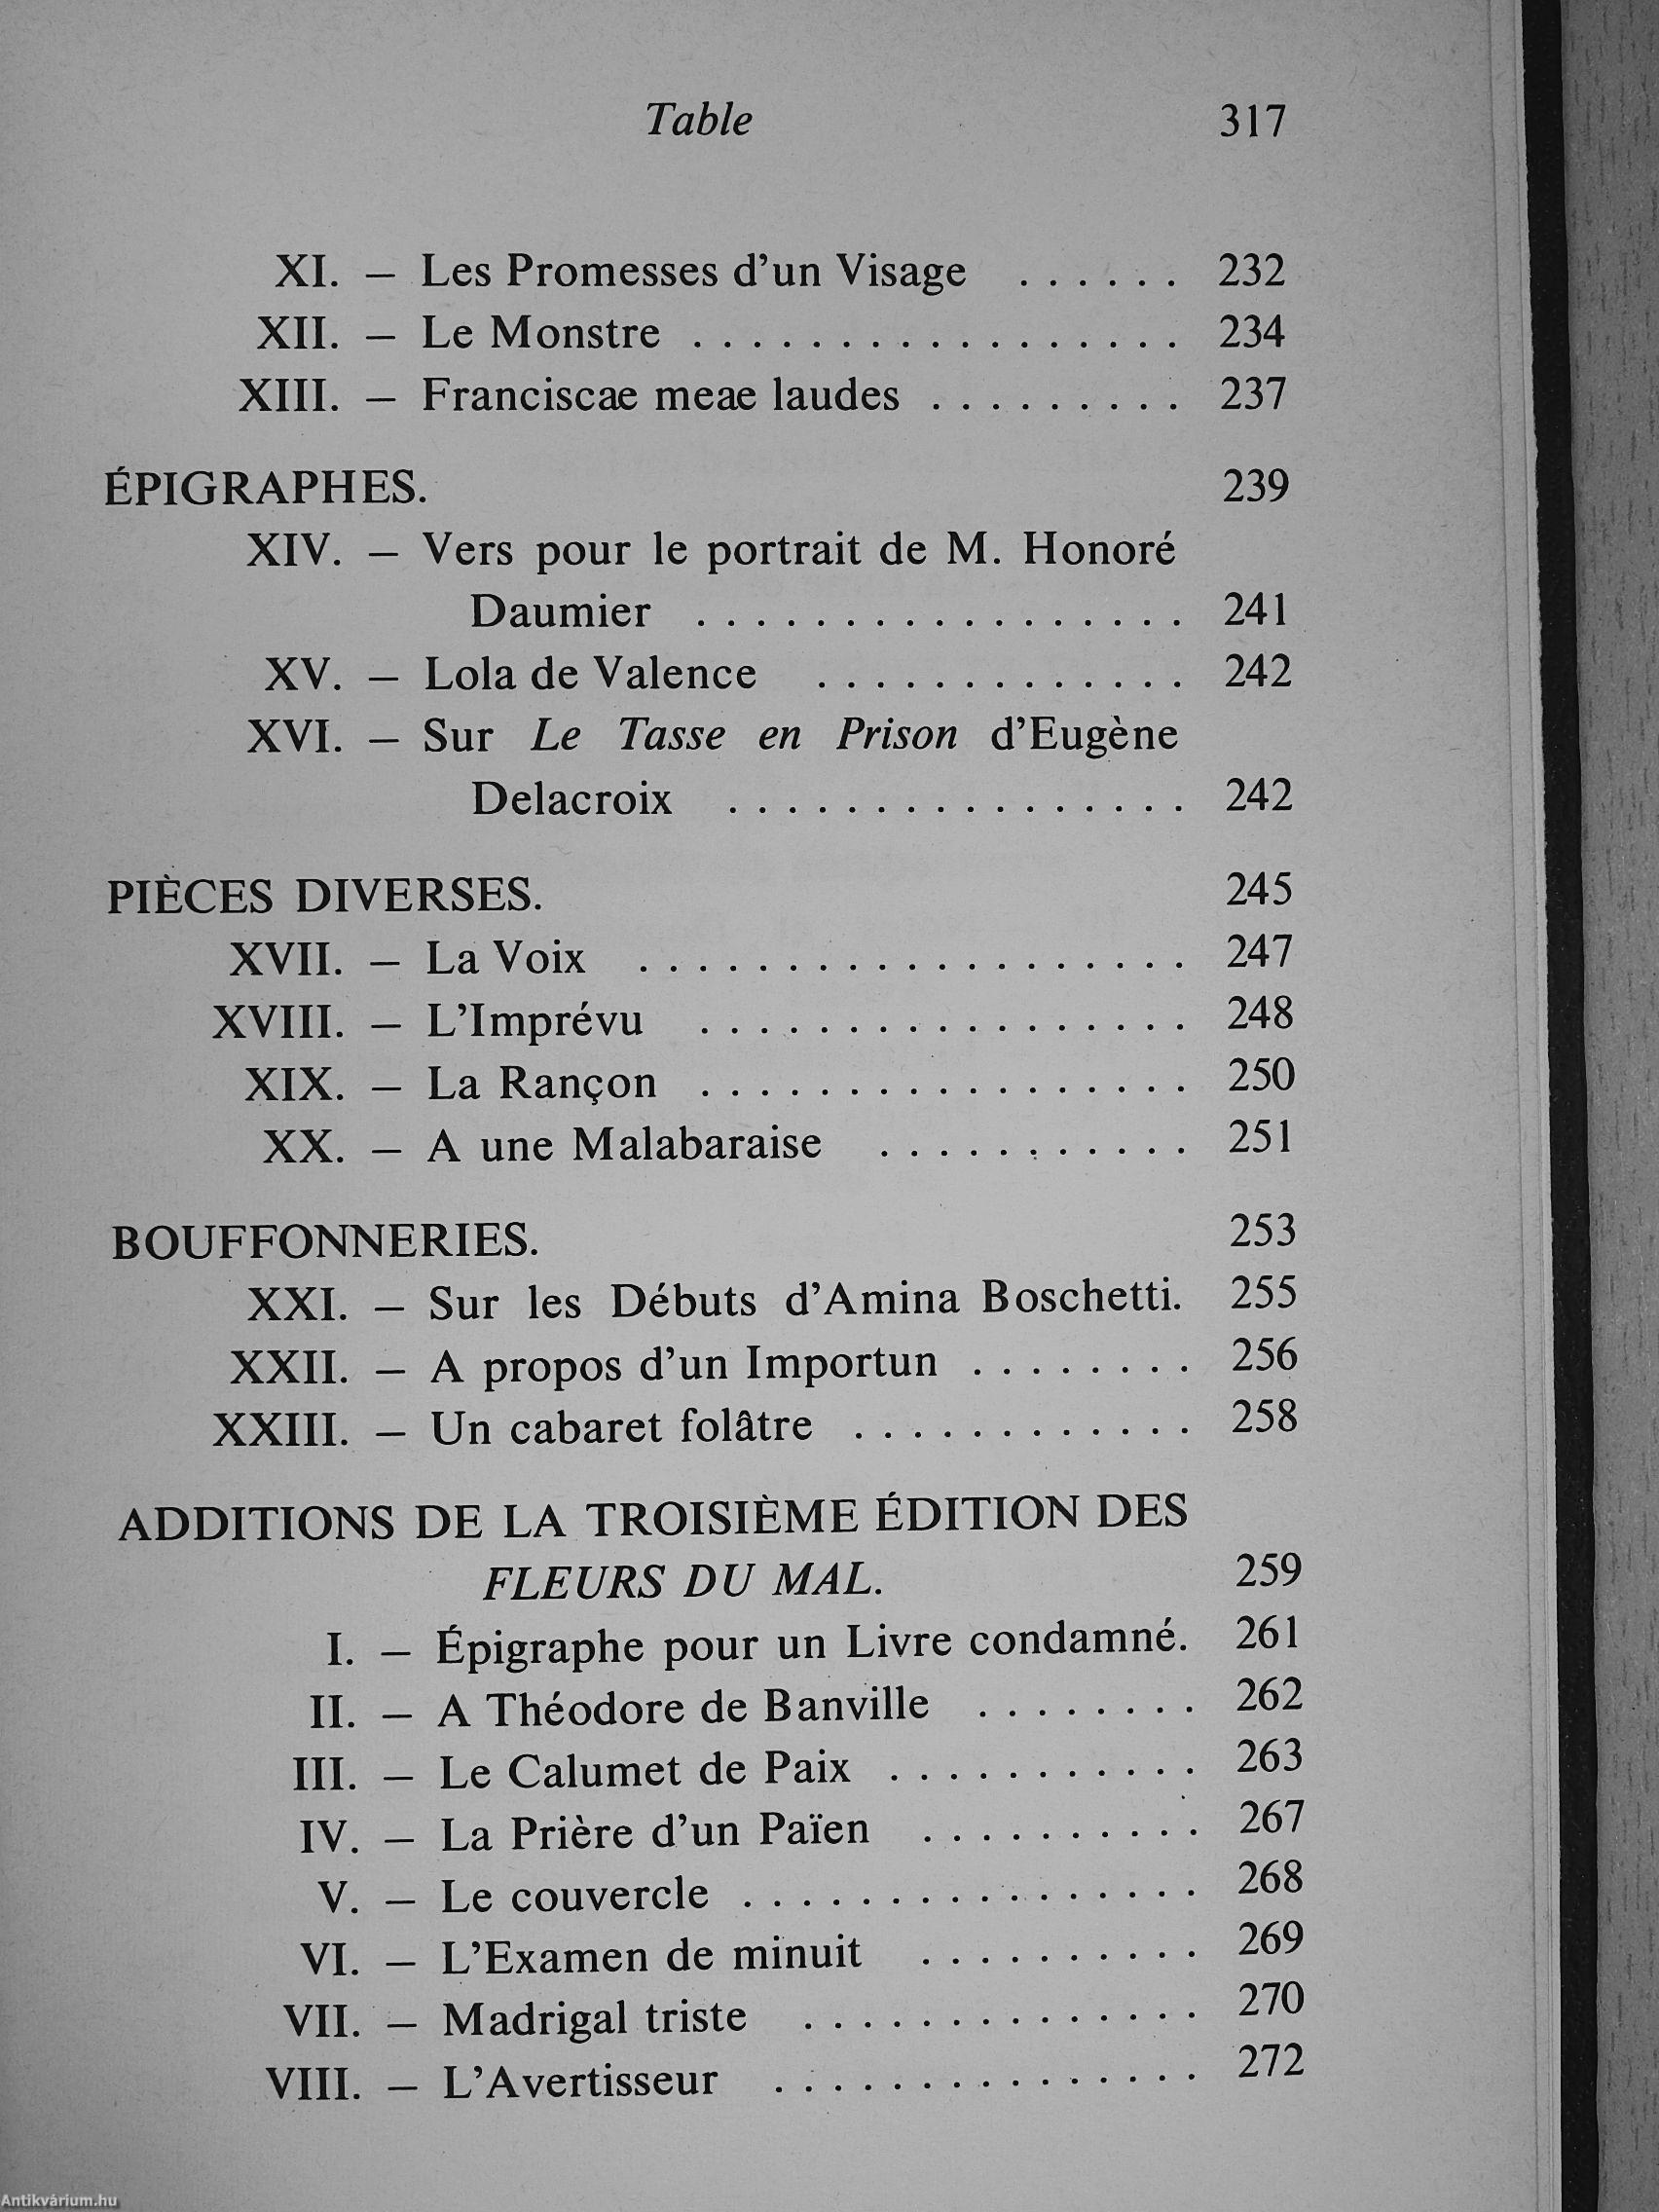 Table 317
XI. – Les Promesses d'un Visage . . . . . . 232
XII. – Le Monstre . . . . . . . . . . . . . . . . . 234
XIII. – Franciscae meae laudes . . . . . . . . . 237
ÉPIGRAPHES. 239
XIV. – Vers pour le portrait de M. Honoré
Daumier . . . . . . . . . . . . . . . . . 241
XV. – Lola de Valence . . . . . . . . . . . . . 242
XVI. – Sur Le Tasse en Prison d'Eugène
Delacroix . . . . . . . . . . . . . . . . 242
PIÈCES DIVERSES. 245
XVII. – La Voix . . . . . . . . . . . . . . . . . . . 247
XVIII. – L'Imprévu . . . . . . . . . . . . . . . . . 248
XIX. – La Rançon . . . . . . . . . . . . . . . . . 250
XX. – A une Malabaraise . . . . . . . . . . . 251
BOUFFONNERIES. 253
XXI. – Sur les Débuts d'Amina Boschetti. 255
XXII. – A propos d'un Importun . . . . . . . . 256
XXIII. – Un cabaret folâtre . . . . . . . . . . . . 258
ADDITIONS DE LA TROISIÈME ÉDITION DES
FLEURS DU MAL. 259
I. – Épigraphe pour un Livre condamné. 261
II. – A Théodore de Banville . . . . . . . . 262
III. – Le Calumet de Paix . . . . . . . . . . . 263
IV. – La Prière d'un Païen . . . . . . . . . . 267
V. – Le couvercle . . . . . . . . . . . . . . . . 268
VI. – L'Examen de minuit . . . . . . . . . . 269
VII. – Madrigal triste . . . . . . . . . . . . . . 270
VIII. – L'Avertisseur . . . . . . . . . . . . . . . 272
Antikvárium.hu